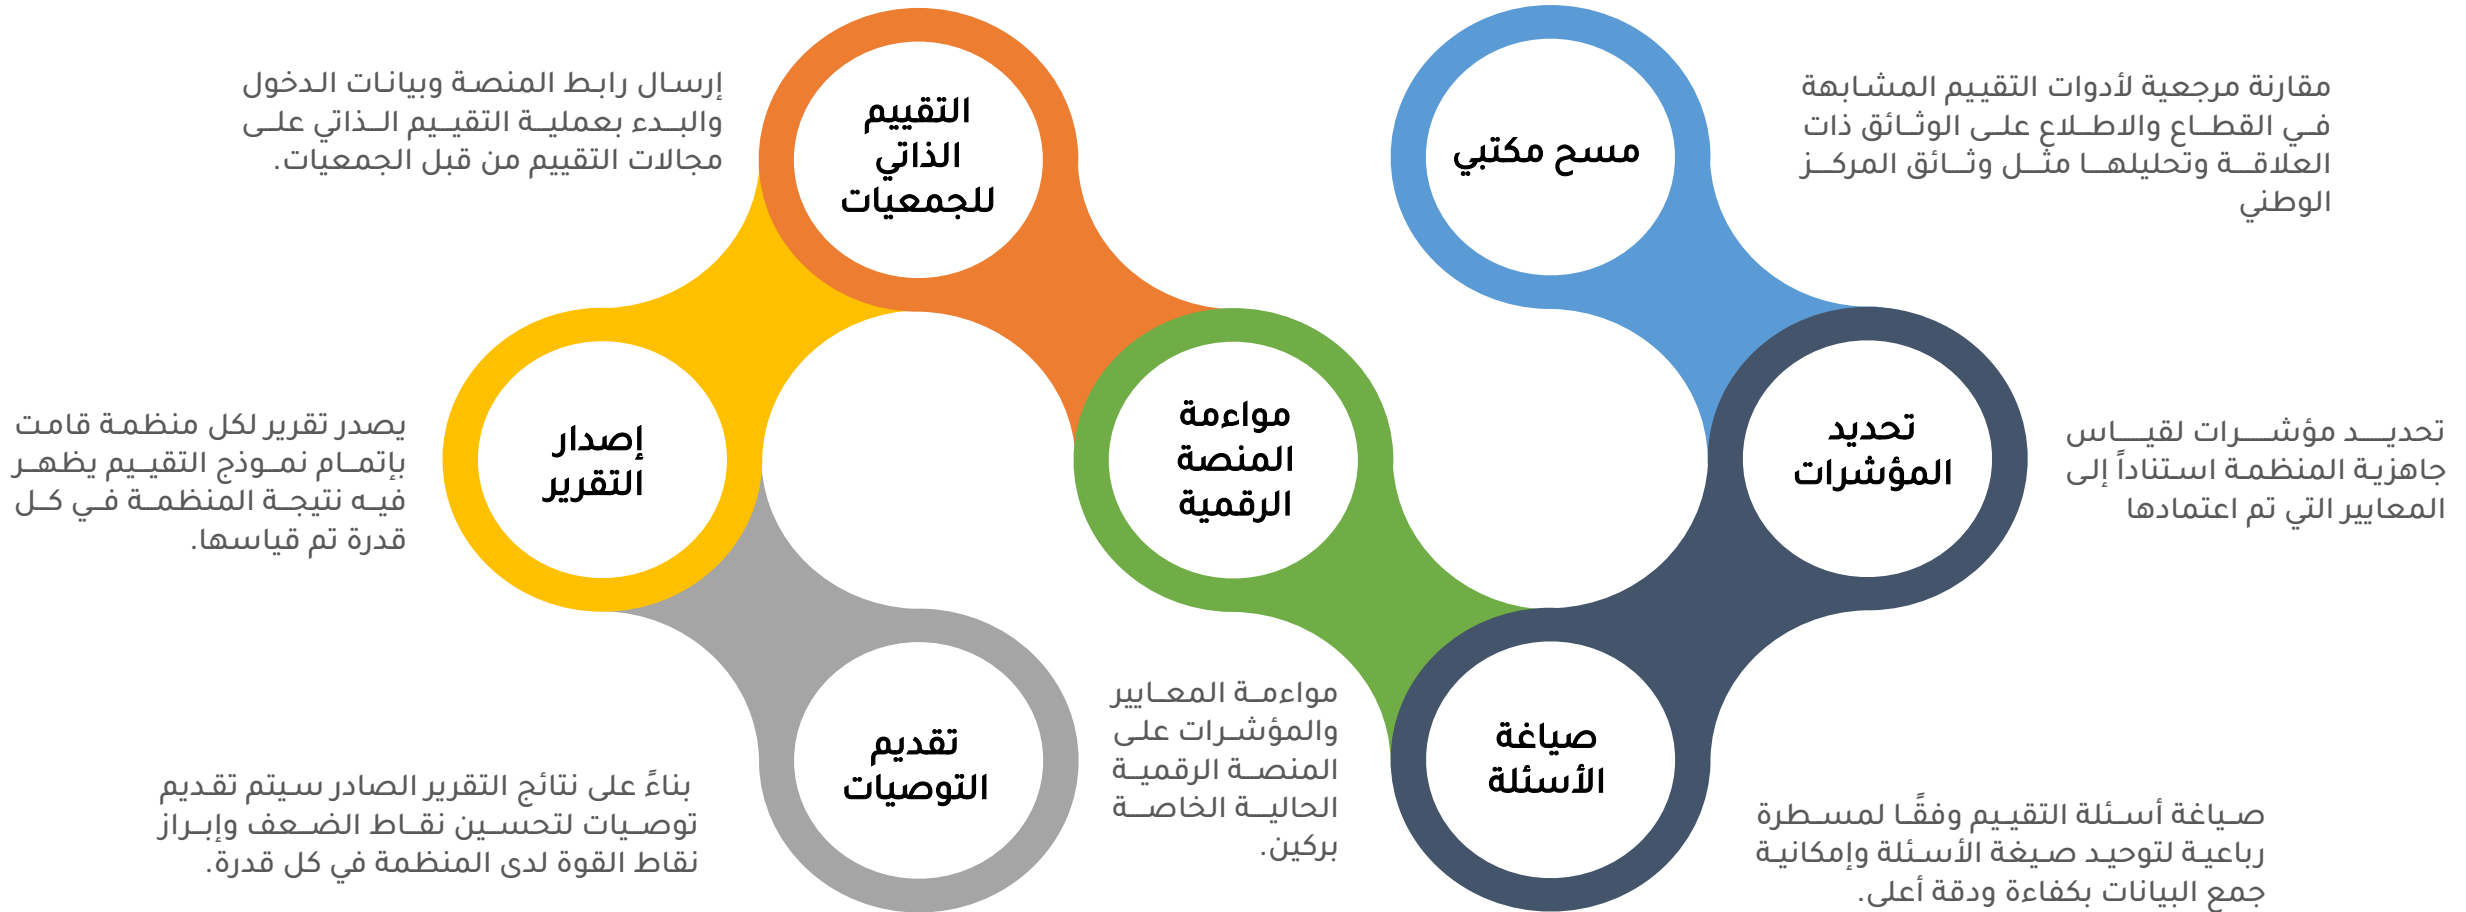 مسح مكتبي
مقارنة مرجعية لأدوات التقييم المشابهة
في القطاع والاطلاع على الوثائق ذات
العلاقة وتحليلها مثل وثائق المركز
الوطني
تحديد
المؤشرات
تحديد مؤشرات لقياس
جاهزية المنظمة استناداً إلى
المعايير التي تم اعتمادها
صياغة
الأسئلة
صياغة أسئلة التقييم وفقًا لمسطرة
رباعية لتوحيد صيغة الأسئلة وإمكانية
جمع البيانات بكفاءة ودقة أعلى.
مواءمة
المنصة
الرقمية
مواءمة المعايير
والمؤشرات على
المنصة الرقمية
الحالية الخاصة
بركين.
التقييم
الذاتي
للجمعيات
إرسال رابط المنصة وبيانات الدخول
والبدء بعملية التقييم الذاتي على
مجالات التقييم من قبل الجمعيات.
إصدار
التقرير
يصدر تقرير لكل منظمة قامت
بإتمام نموذج التقييم يظهر
فيه نتيجة المنظمة في كل
قدرة تم قياسها.
تقديم
التوصيات
بناءً على نتائج التقرير الصادر سيتم تقديم
توصيات لتحسين نقاط الضعف وإبراز
نقاط القوة لدى المنظمة في كل قدرة.